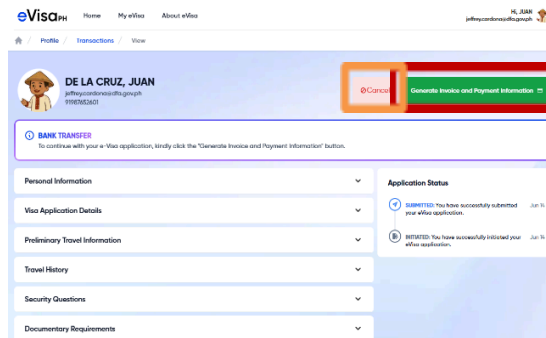 eVisaPH Home My eVisa About eVisa Hi, JUAN
jeffrey.cardona@dfa.gov.ph
Profile / Transactions / View
DE LA CRUZ, JUAN
jeffrey.cardona@dfa.gov.ph
Cancel Generate Invoice and Payment Information
BANK TRANSFER
To continue with your e-Visa application, kindly click the "Generate Invoice and Payment Information" button.
Personal Information
Visa Application Details
Preliminary Travel Information
Travel History
Security Questions
Documentary Requirements
Application Status
SUBMITTED: You have successfully submitted Jun 14
your eVisa application.
INITIATED: You have successfully initiated your Jun 14
eVisa application.